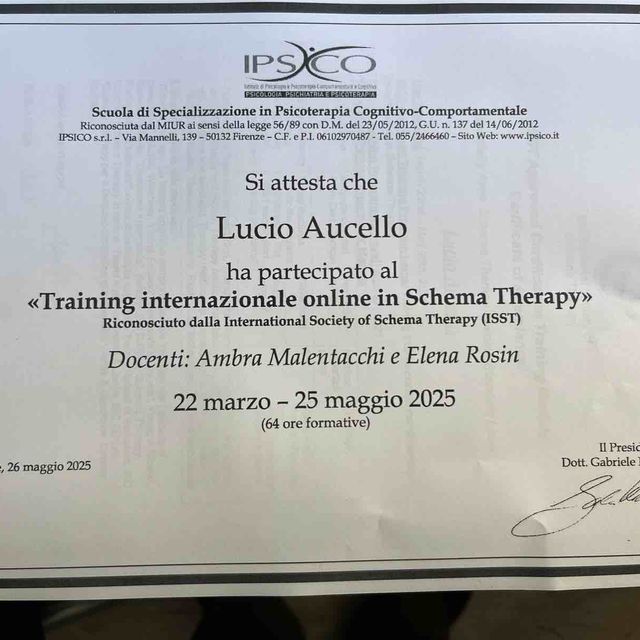 IPSICO
Istituto di Psicologia e Psicoterapia Comportamentale e Cognitiva
PSICOLOGIA PSICHIATRIA E PSICOTERAPIA
Scuola di Specializzazione in Psicoterapia Cognitivo-Comportamentale
Riconosciuta dal MIUR ai sensi della legge 56/89 con D.M. del 23/05/2012, G.U. n. 137 del 14/06/2012
IPSICO s.r.l. – Via Mannelli, 139 – 50132 Firenze – C.F. e P.I. 06102970487 - Tel. 055/2466460 – Sito Web: www.ipsico.it
Si attesta che
Lucio Aucello
ha partecipato al
«Training internazionale online in Schema Therapy»
Riconosciuto dalla International Society of Schema Therapy (ISST)
Docenti: Ambra Malentacchi e Elena Rosin
22 marzo – 25 maggio 2025
(64 ore formative)
, 26 maggio 2025
Il Presid
Dott. Gabriele